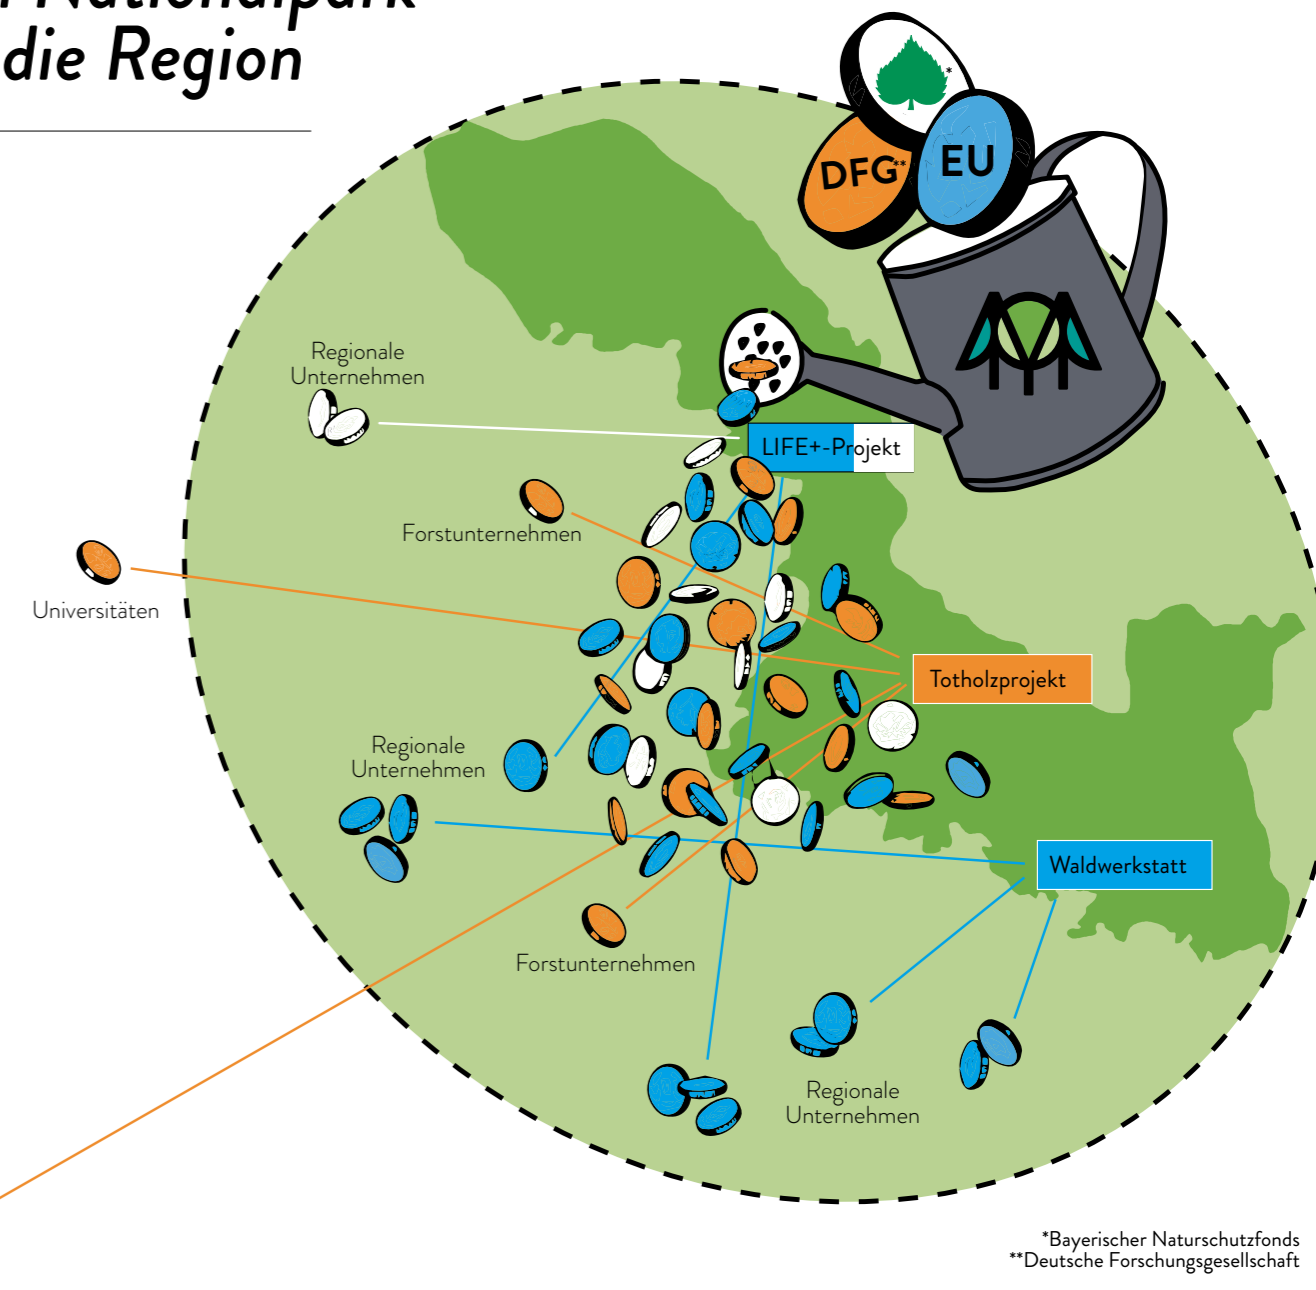 die Region
*
DFG**
EU
Regionale
Unternehmen
LIFE+-Projekt
Forstunternehmen
Universitäten
Totholzprojekt
Regionale
Unternehmen
Waldwerkstatt
Forstunternehmen
Regionale
Unternehmen
*Bayerischer Naturschutzfonds
**Deutsche Forschungsgesellschaft